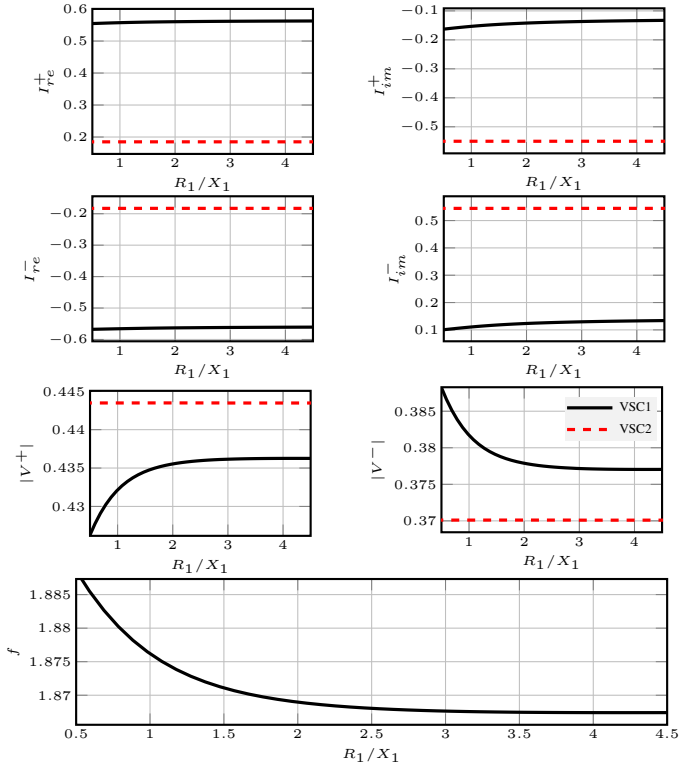 0.6
0.5
0.4
0.3
0.2
I_{re}^{+}
1 2 3 4
R_1/X_1
−0.1
−0.2
−0.3
−0.4
−0.5
I_{im}^{+}
1 2 3 4
R_1/X_1
−0.2
−0.3
−0.4
−0.5
−0.6
I_{re}^{−}
1 2 3 4
R_1/X_1
0.5
0.4
0.3
0.2
0.1
I_{im}^{−}
1 2 3 4
R_1/X_1
0.445
0.44
0.435
0.43
|V^{+}|
1 2 3 4
R_1/X_1
0.385
0.38
0.375
0.37
|V^{−}|
VSC1
VSC2
1 2 3 4
R_1/X_1
1.885
1.88
1.875
1.87
f
0.5 1 1.5 2 2.5 3 3.5 4 4.5
R_1/X_1